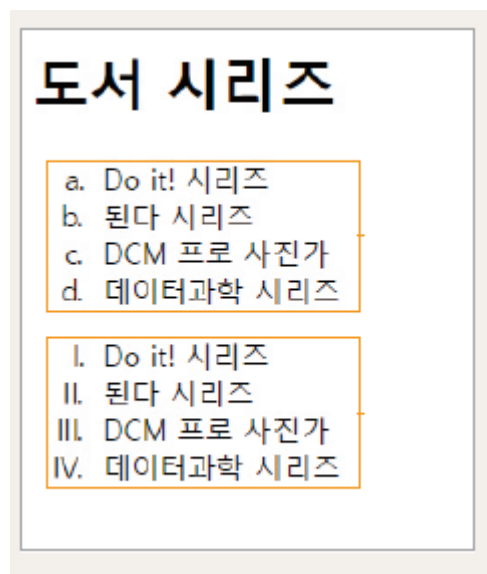 도서 시리즈
a. Do it! 시리즈
b. 된다 시리즈
c. DCM 프로 사진가
d. 데이터과학 시리즈
I. Do it! 시리즈
II. 된다 시리즈
III. DCM 프로 사진가
IV. 데이터과학 시리즈